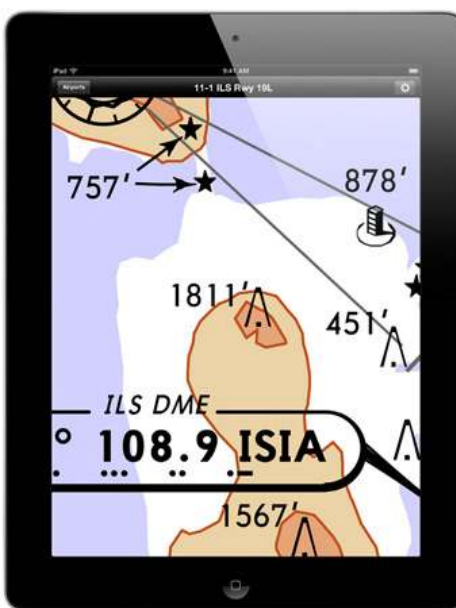 iPad 9:41 AM
Airports 11-1 ILS Rwy 19L
757'
878'
1811'
451'
ILS DME
° 108.9 ISIA
1567'